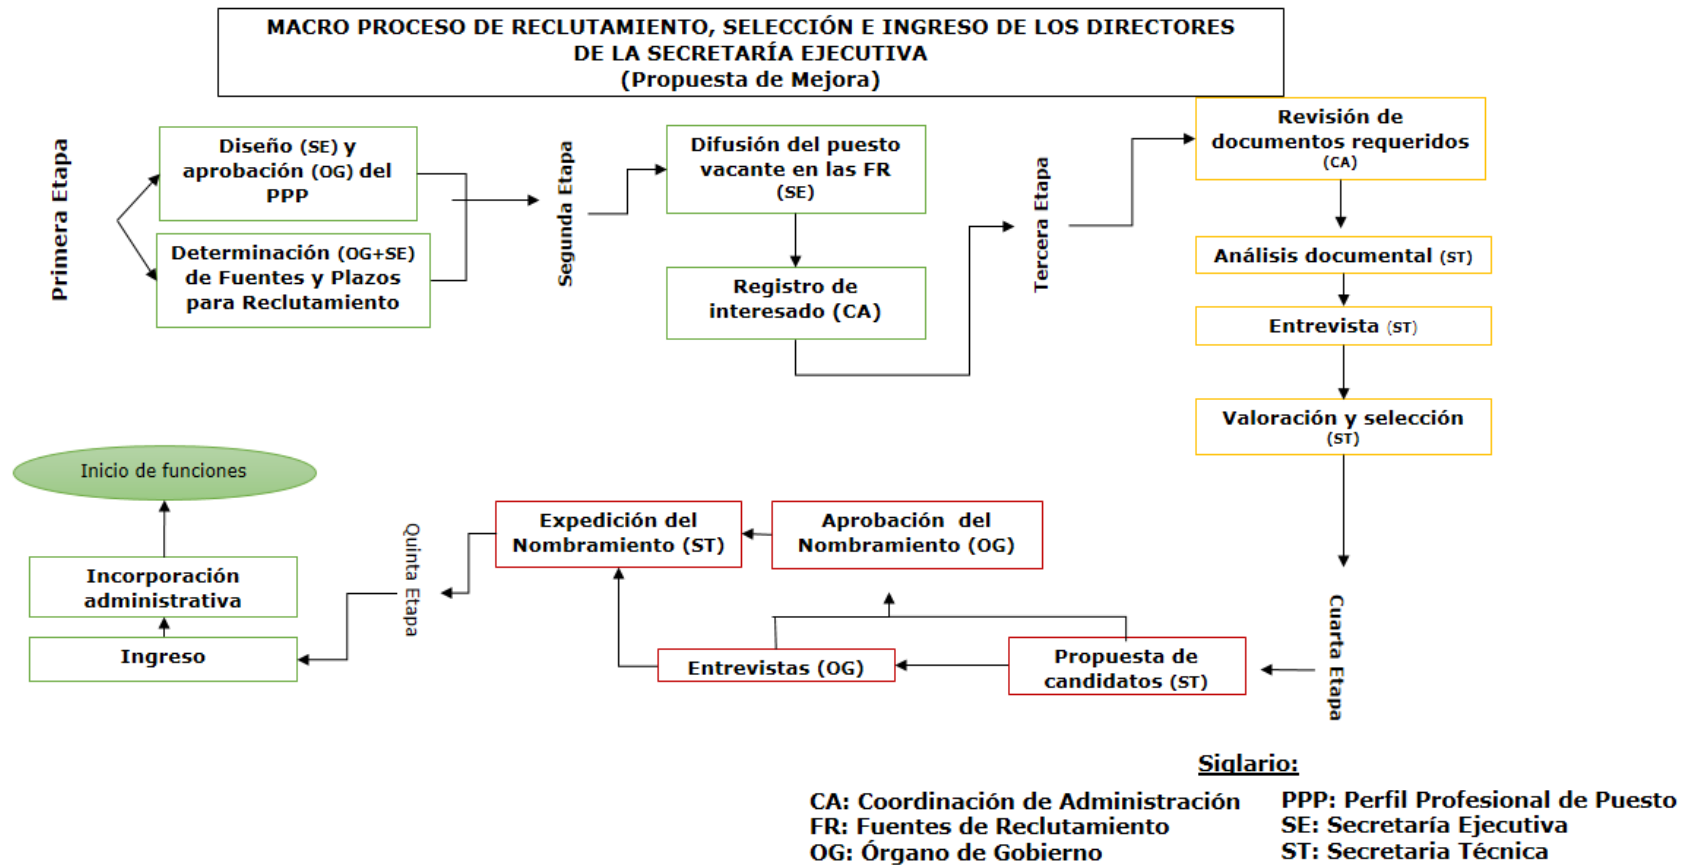 MACRO PROCESO DE RECLUTAMIENTO, SELECCIÓN E INGRESO DE LOS DIRECTORES
DE LA SECRETARÍA EJECUTIVA
(Propuesta de Mejora)
Primera Etapa
Diseño (SE) y
aprobación (OG) del
PPP
Determinación (OG+SE)
de Fuentes y Plazos
para Reclutamiento
Segunda Etapa
Difusión del puesto
vacante en las FR
(SE)
Registro de
interesado (CA)
Tercera Etapa
Revisión de
documentos requeridos
(CA)
Análisis documental (ST)
Entrevista (ST)
Valoración y selección
(ST)
Cuarta Etapa
Propuesta de
candidatos (ST)
Entrevistas (OG)
Aprobación del
Nombramiento (OG)
Expedición del
Nombramiento (ST)
Quinta Etapa
Ingreso
Incorporación
administrativa
Inicio de funciones
Siglario:
CA: Coordinación de Administración
FR: Fuentes de Reclutamiento
OG: Órgano de Gobierno
PPP: Perfil Profesional de Puesto
SE: Secretaría Ejecutiva
ST: Secretaria Técnica